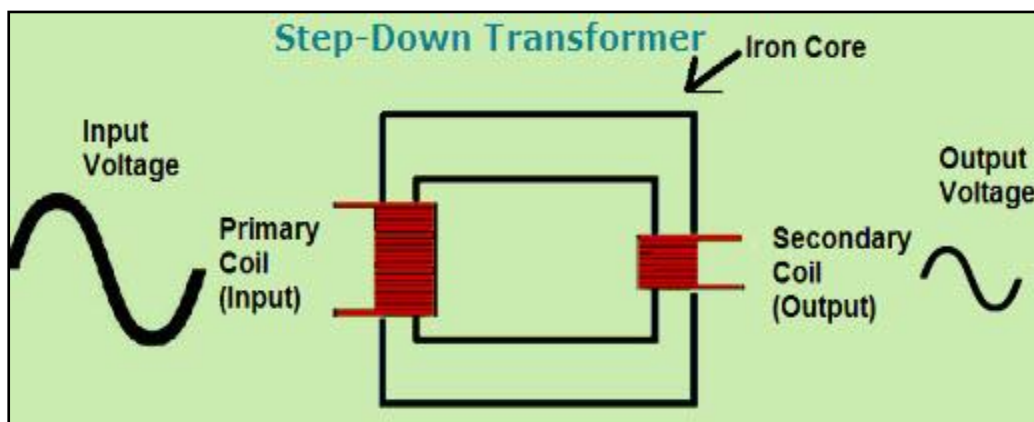 Step-Down Transformer
Iron Core
Input
Voltage
Output
Voltage
Primary
Coil
(Input)
Secondary
Coil
(Output)